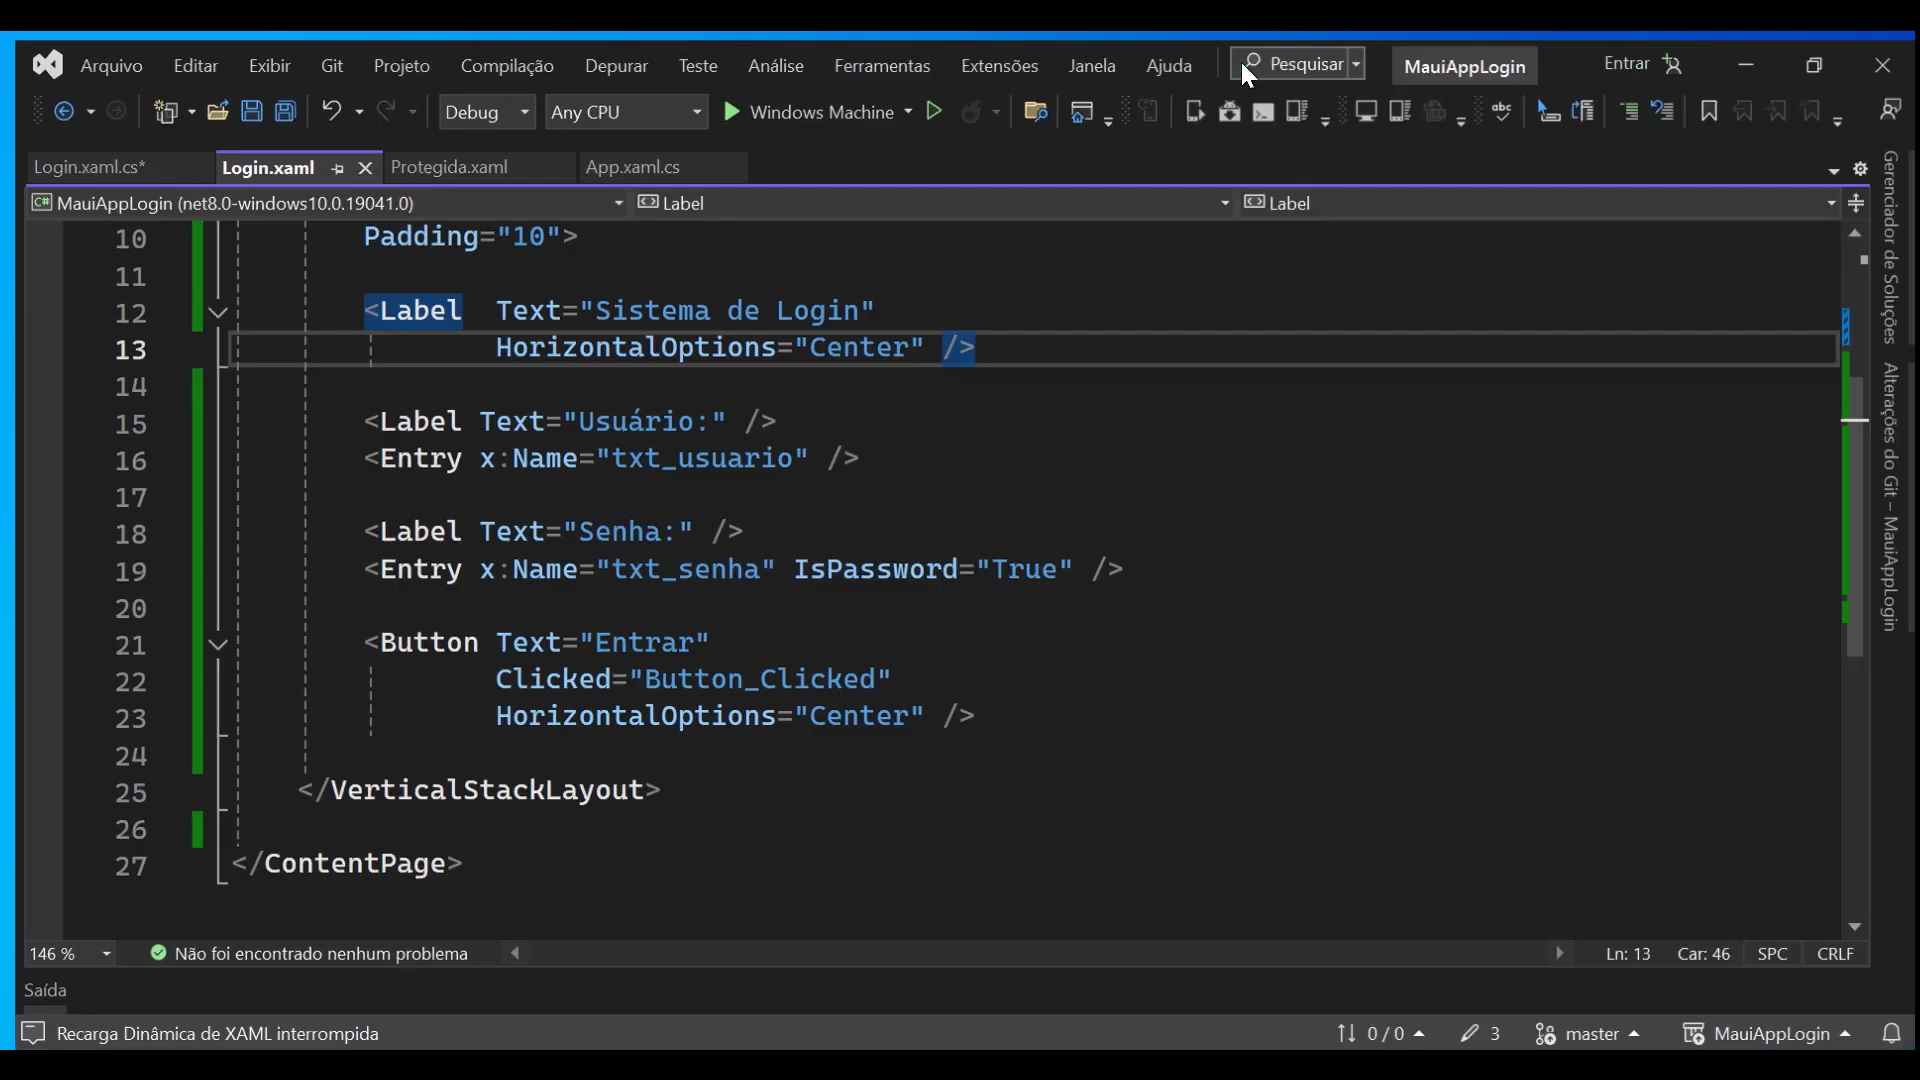 Arquivo Editar Exibir Git Projeto Compilação Depurar Teste Análise Ferramentas Extensões Janela Ajuda Pesquisar MauiAppLogin Entrar
Debug Any CPU Windows Machine abc
Login.xaml.cs* Login.xaml Protegida.xaml App.xaml.cs
C# MauiAppLogin (net8.0-windows10.0.19041.0) Label Label
10 Padding="10">
11
12 <Label  Text="Sistema de Login"
13 HorizontalOptions="Center" />
14
15 <Label Text="Usuário:" />
16 <Entry x:Name="txt_usuario" />
17
18 <Label Text="Senha:" />
19 <Entry x:Name="txt_senha" IsPassword="True" />
20
21 <Button Text="Entrar"
22 Clicked="Button_Clicked"
23 HorizontalOptions="Center" />
24
25 </VerticalStackLayout>
26
27 </ContentPage>
Gerenciador de Soluções
Alterações do Git – MauiAppLogin
146 % Não foi encontrado nenhum problema Ln: 13 Car: 46 SPC CRLF
Saída
Recarga Dinâmica de XAML interrompida 0 / 0 3 master MauiAppLogin